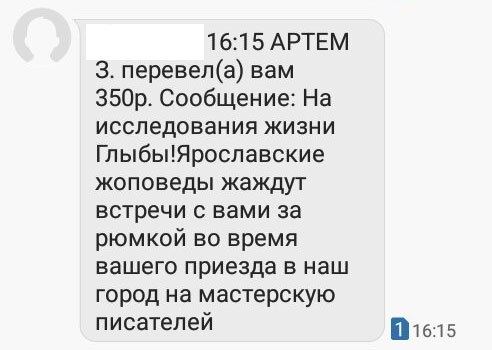 16:15 АРТЕМ
З. перевел(а) вам
350р. Сообщение: На
исследования жизни
Глыбы!Ярославские
жоповеды жаждут
встречи с вами за
рюмкой во время
вашего приезда в наш
город на мастерскую
писателей
1 16:15